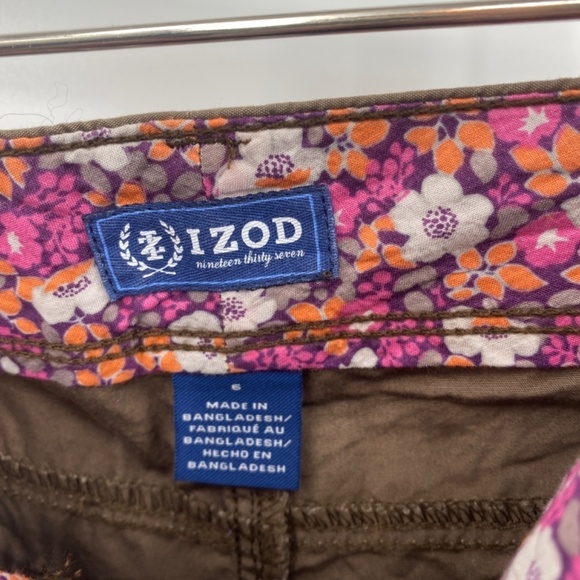 IZOD
nineteen thirty seven
6
MADE IN
BANGLADESH/
FABRIQUÉ AU
BANGLADESH/
HECHO EN
BANGLADESH